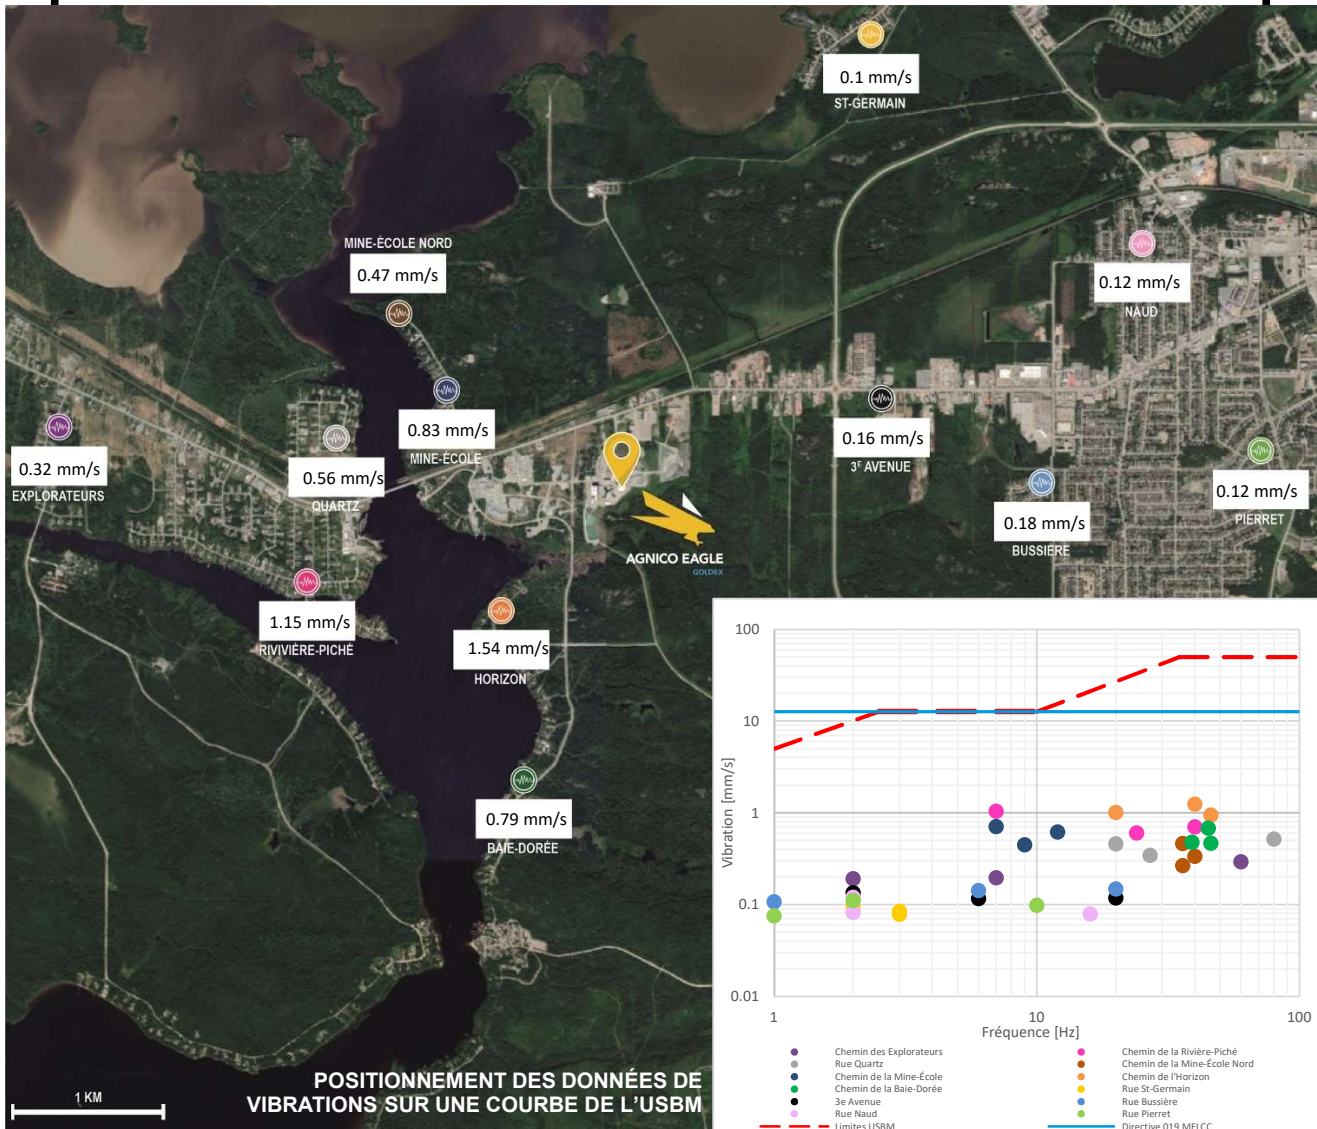 0.1 mm/s
ST-GERMAIN
MINE-ÉCOLE NORD
0.47 mm/s
0.12 mm/s
NAUD
0.83 mm/s
MINE-ÉCOLE
0.32 mm/s
EXPLORATEURS
0.56 mm/s
QUARTZ
0.16 mm/s
3E AVENUE
0.18 mm/s
BUSSIÈRE
0.12 mm/s
PIERRET
AGNICO EAGLE
GOLDEX
1.15 mm/s
RIVIVIÈRE-PICHÉ
1.54 mm/s
HORIZON
0.79 mm/s
BAIE-DORÉE
1 KM
POSITIONNEMENT DES DONNÉES DE
VIBRATIONS SUR UNE COURBE DE L'USBM
Vibration [mm/s]
100
10
1
0.1
0.01
1
10
100
Fréquence [Hz]
Chemin des Explorateurs
Chemin de la Rivière-Piché
Rue Quartz
Chemin de la Mine-École Nord
Chemin de la Mine-École
Chemin de l'Horizon
Chemin de la Baie-Dorée
Rue St-Germain
3e Avenue
Rue Bussière
Rue Naud
Rue Pierret
Limites USBM
Directive 019 MELCC